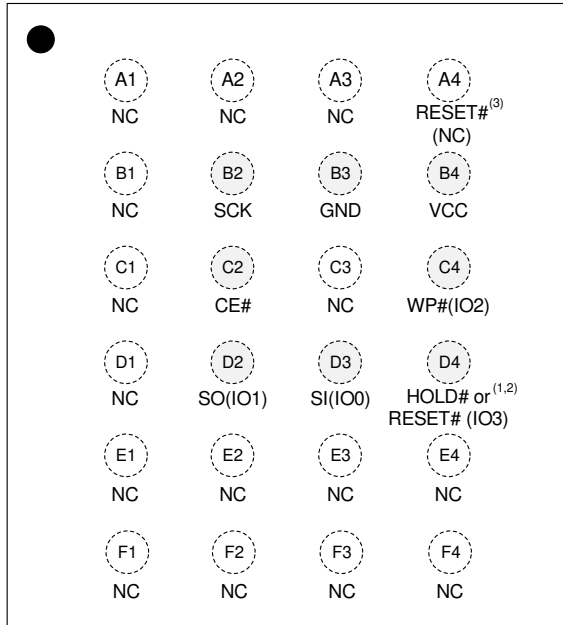 A1 A2 A3 A4
NC NC NC RESET#(3)
(NC)
B1 B2 B3 B4
NC SCK GND VCC
C1 C2 C3 C4
NC CE# NC WP#(IO2)
D1 D2 D3 D4
NC SO(IO1) SI(IO0) HOLD# or(1,2)
RESET# (IO3)
E1 E2 E3 E4
NC NC NC NC
F1 F2 F3 F4
NC NC NC NC